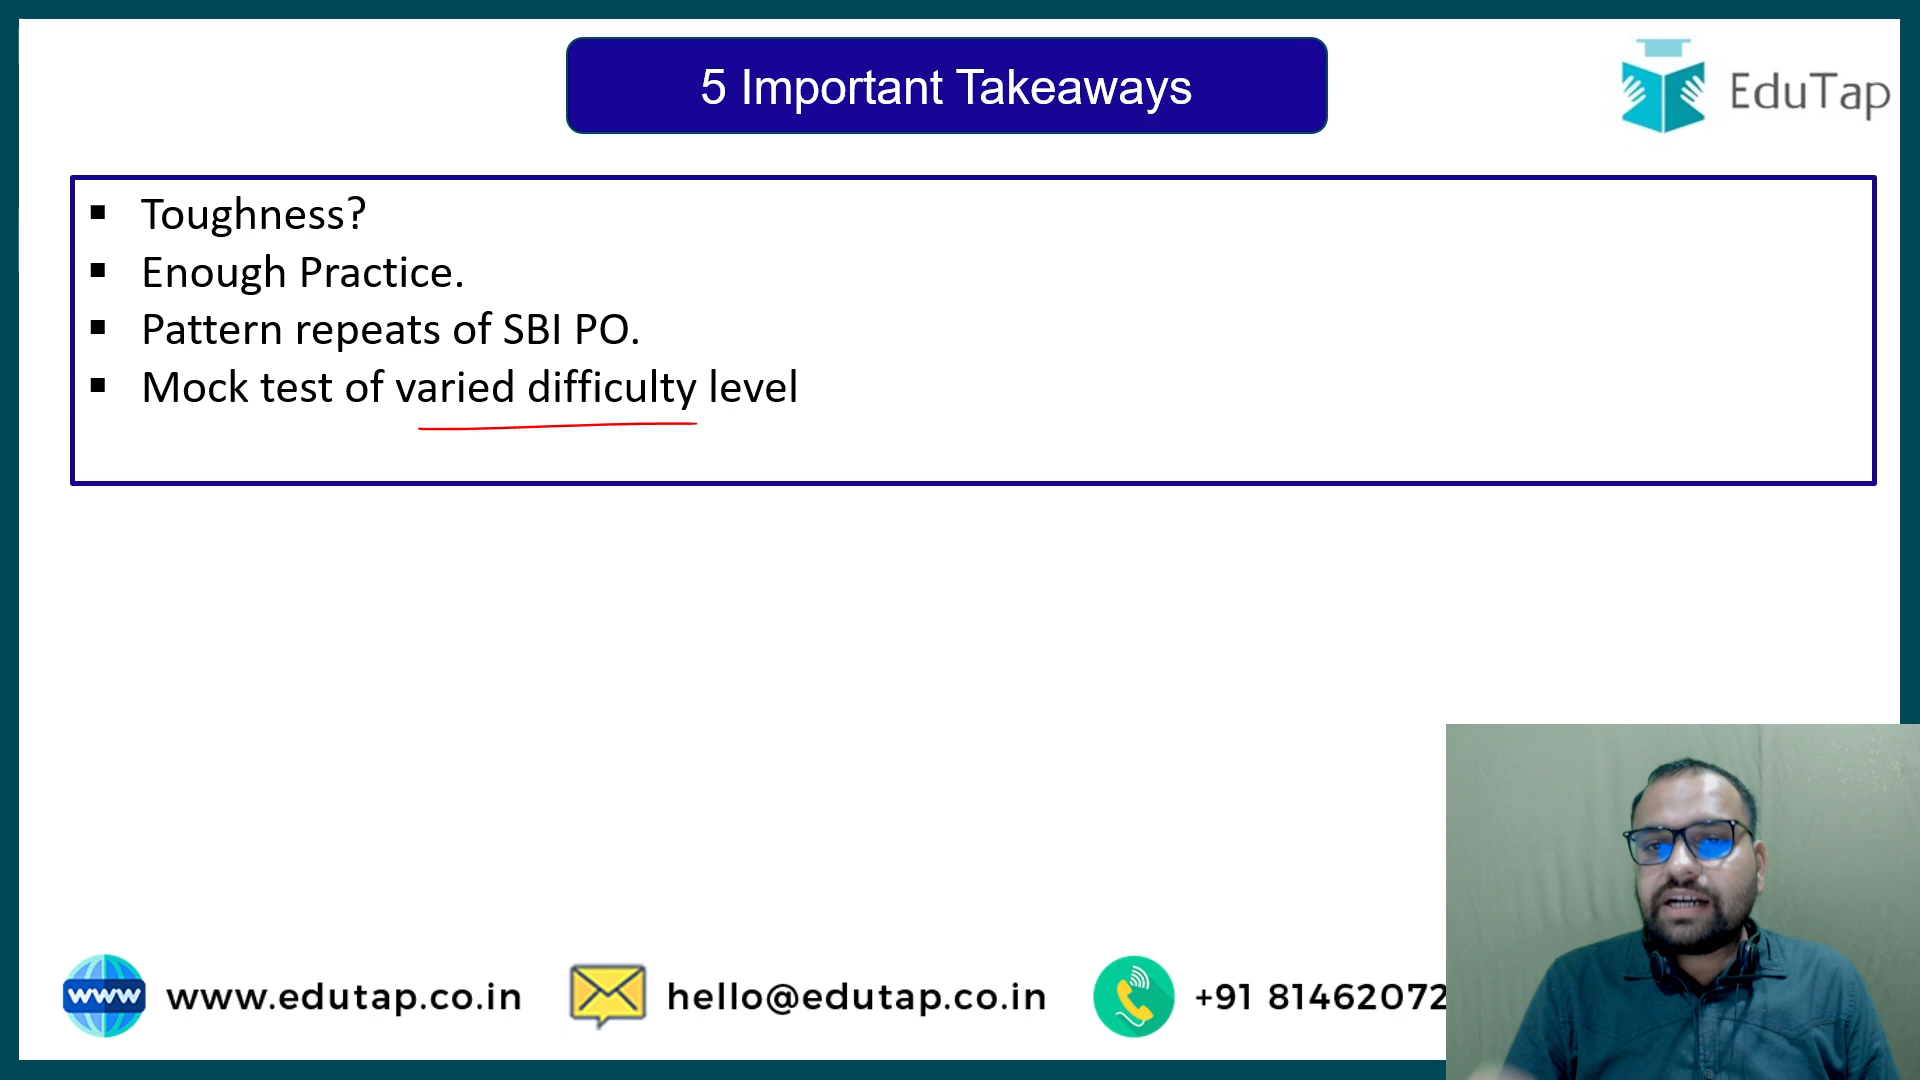 5 Important Takeaways
EduTap
▪ Toughness?
▪ Enough Practice.
▪ Pattern repeats of SBI PO.
▪ Mock test of varied difficulty level
www
www.edutap.co.in
hello@edutap.co.in
+91 81462072